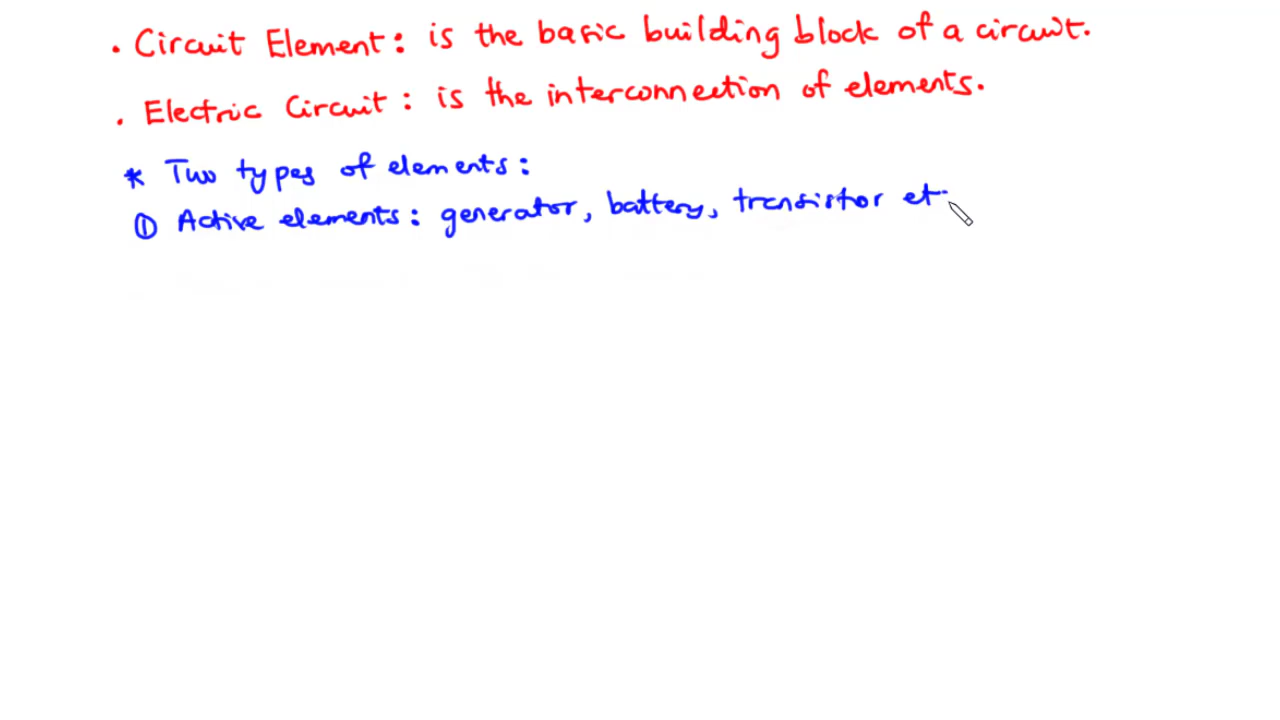 . Circuit Element: is the basic building block of a circuit.
. Electric Circuit: is the interconnection of elements.
* Two types of elements:
① Active elements: generator, battery, transistor et